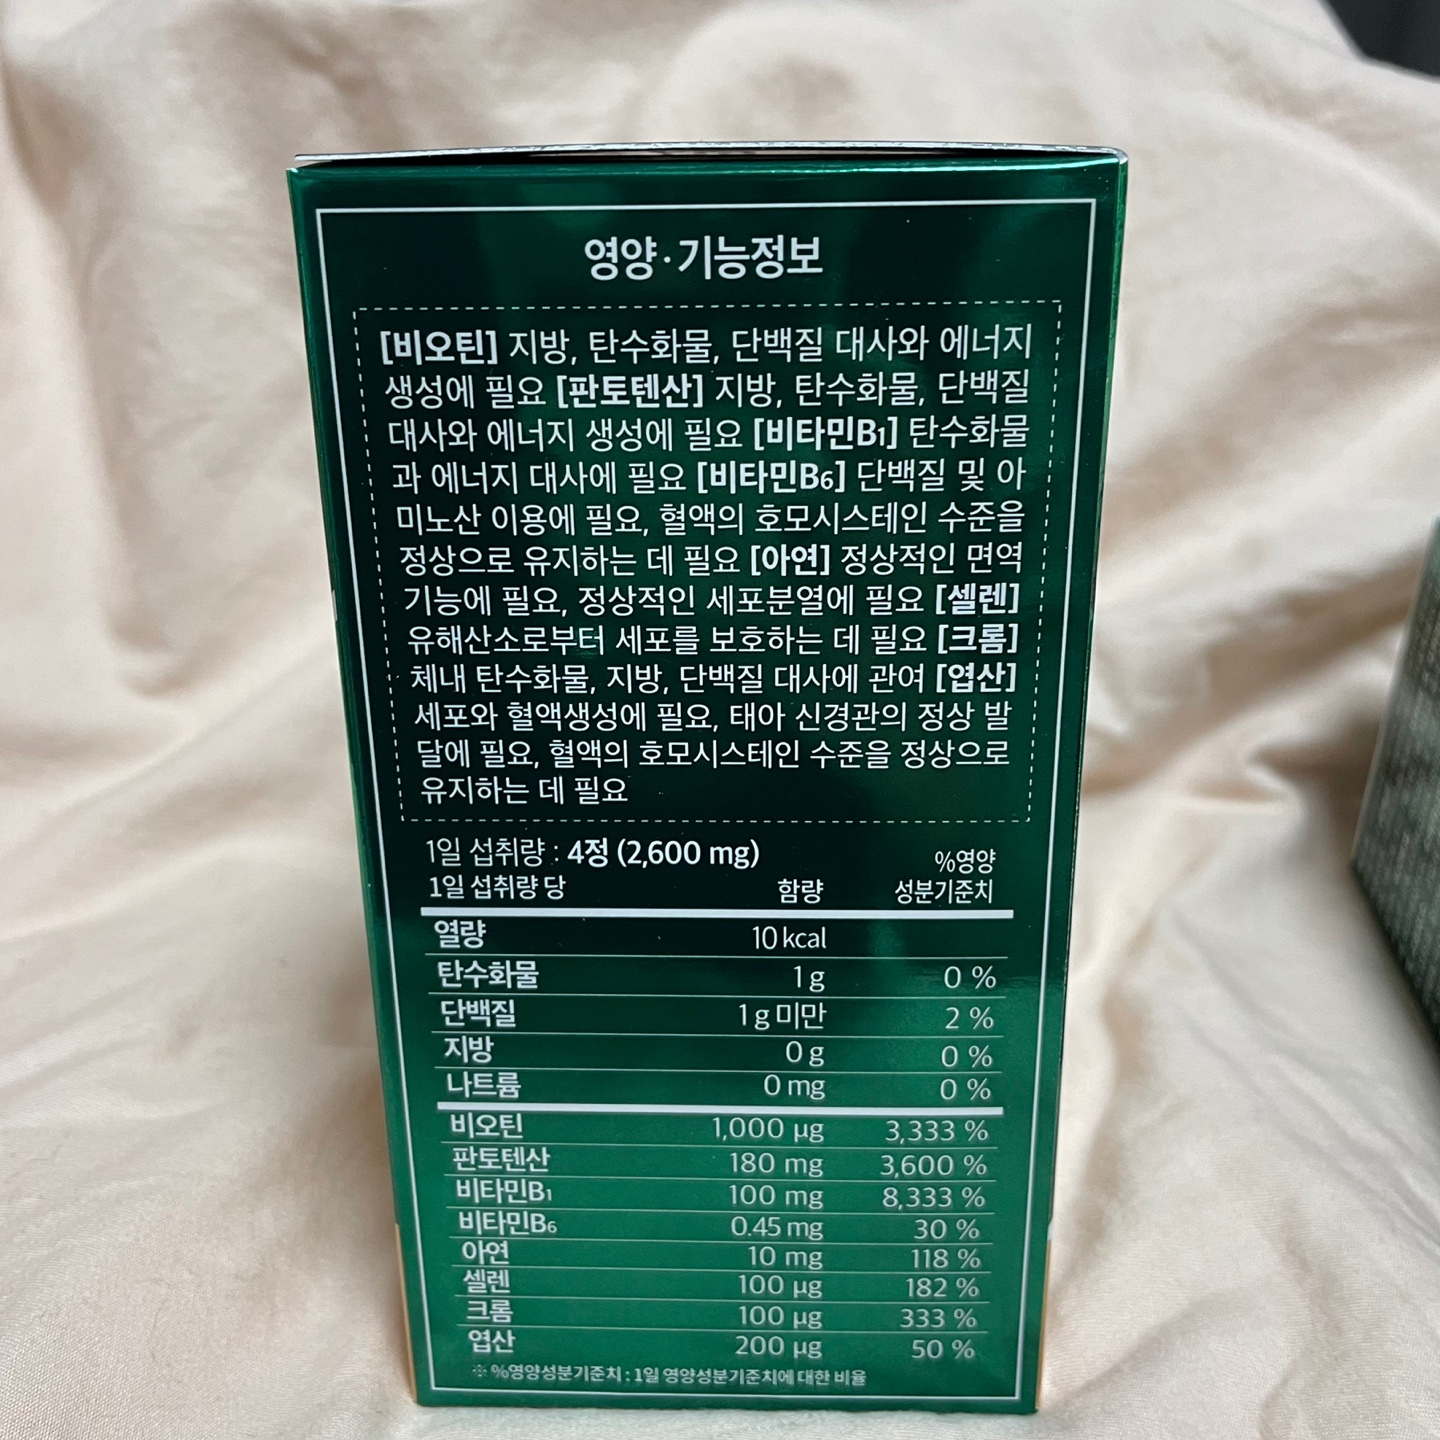 영양·기능정보
[비오틴] 지방, 탄수화물, 단백질 대사와 에너지
생성에 필요 [판토텐산] 지방, 탄수화물, 단백질
대사와 에너지 생성에 필요 [비타민B1] 탄수화물
과 에너지 대사에 필요 [비타민B6] 단백질 및 아
미노산 이용에 필요, 혈액의 호모시스테인 수준을
정상으로 유지하는 데 필요 [아연] 정상적인 면역
기능에 필요, 정상적인 세포분열에 필요 [셀렌]
유해산소로부터 세포를 보호하는 데 필요 [크롬]
체내 탄수화물, 지방, 단백질 대사에 관여 [엽산]
세포와 혈액생성에 필요, 태아 신경관의 정상 발
달에 필요, 혈액의 호모시스테인 수준을 정상으로
유지하는 데 필요
1일 섭취량 : 4정 (2,600 mg)
1일 섭취량 당 함량 %영양성분기준치
열량 10 kcal
탄수화물 1 g 0 %
단백질 1 g 미만 2 %
지방 0 g 0 %
나트륨 0 mg 0 %
비오틴 1,000 µg 3,333 %
판토텐산 180 mg 3,600 %
비타민B1 100 mg 8,333 %
비타민B6 0.45 mg 30 %
아연 10 mg 118 %
셀렌 100 µg 182 %
크롬 100 µg 333 %
엽산 200 µg 50 %
※ %영양성분기준치 : 1일 영양성분기준치에 대한 비율